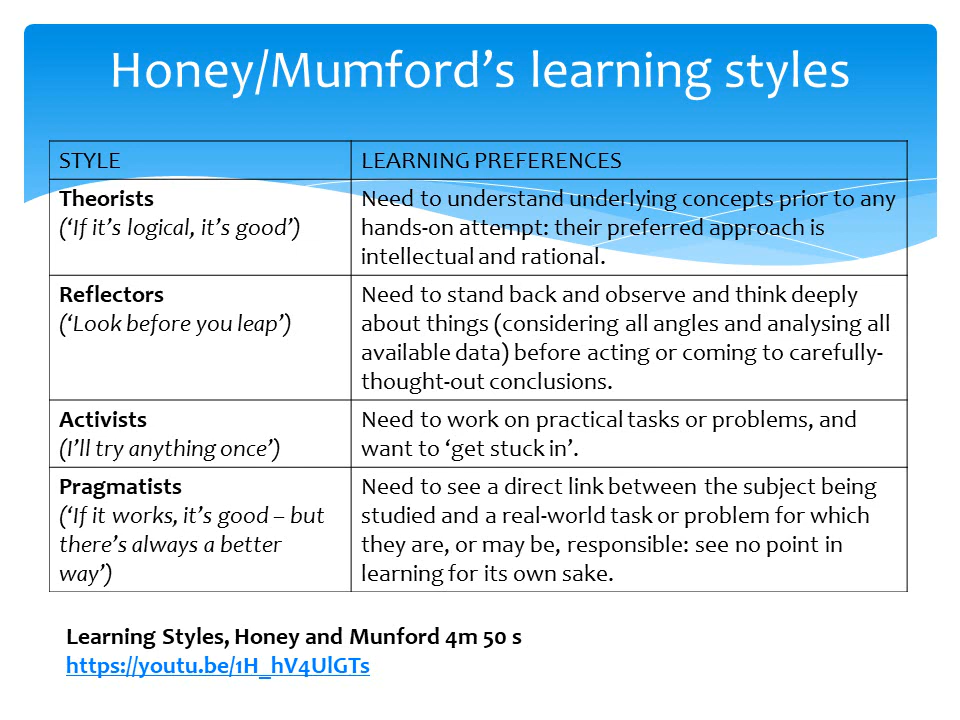 Honey/Mumford’s learning styles
STYLE
LEARNING PREFERENCES
Theorists
(‘If it’s logical, it’s good’)
Need to understand underlying concepts prior to any
hands-on attempt: their preferred approach is
intellectual and rational.
Reflectors
(‘Look before you leap’)
Need to stand back and observe and think deeply
about things (considering all angles and analysing all
available data) before acting or coming to carefully-
thought-out conclusions.
Activists
(I’ll try anything once’)
Need to work on practical tasks or problems, and
want to ‘get stuck in’.
Pragmatists
(‘If it works, it’s good – but
there’s always a better
way’)
Need to see a direct link between the subject being
studied and a real-world task or problem for which
they are, or may be, responsible: see no point in
learning for its own sake.
Learning Styles, Honey and Munford 4m 50 s
https://youtu.be/1H_hV4UlGTs